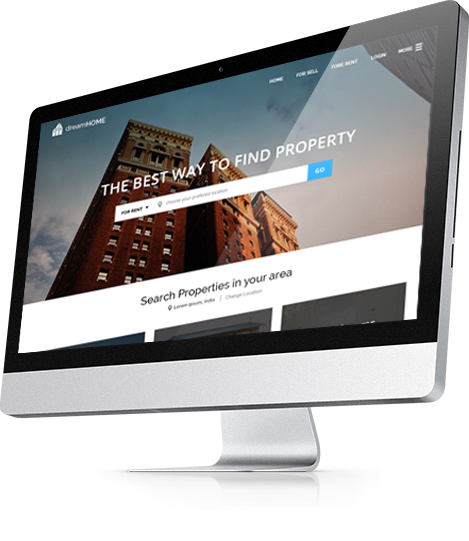 dreamHOME
HOME
FOR SELL
FORE RENT
LOGIN
MORE
THE BEST WAY TO FIND PROPERTY
FOR RENT
choose your prefered location
GO
Search Properties in your area
Lorem ipsum, India | Change Location